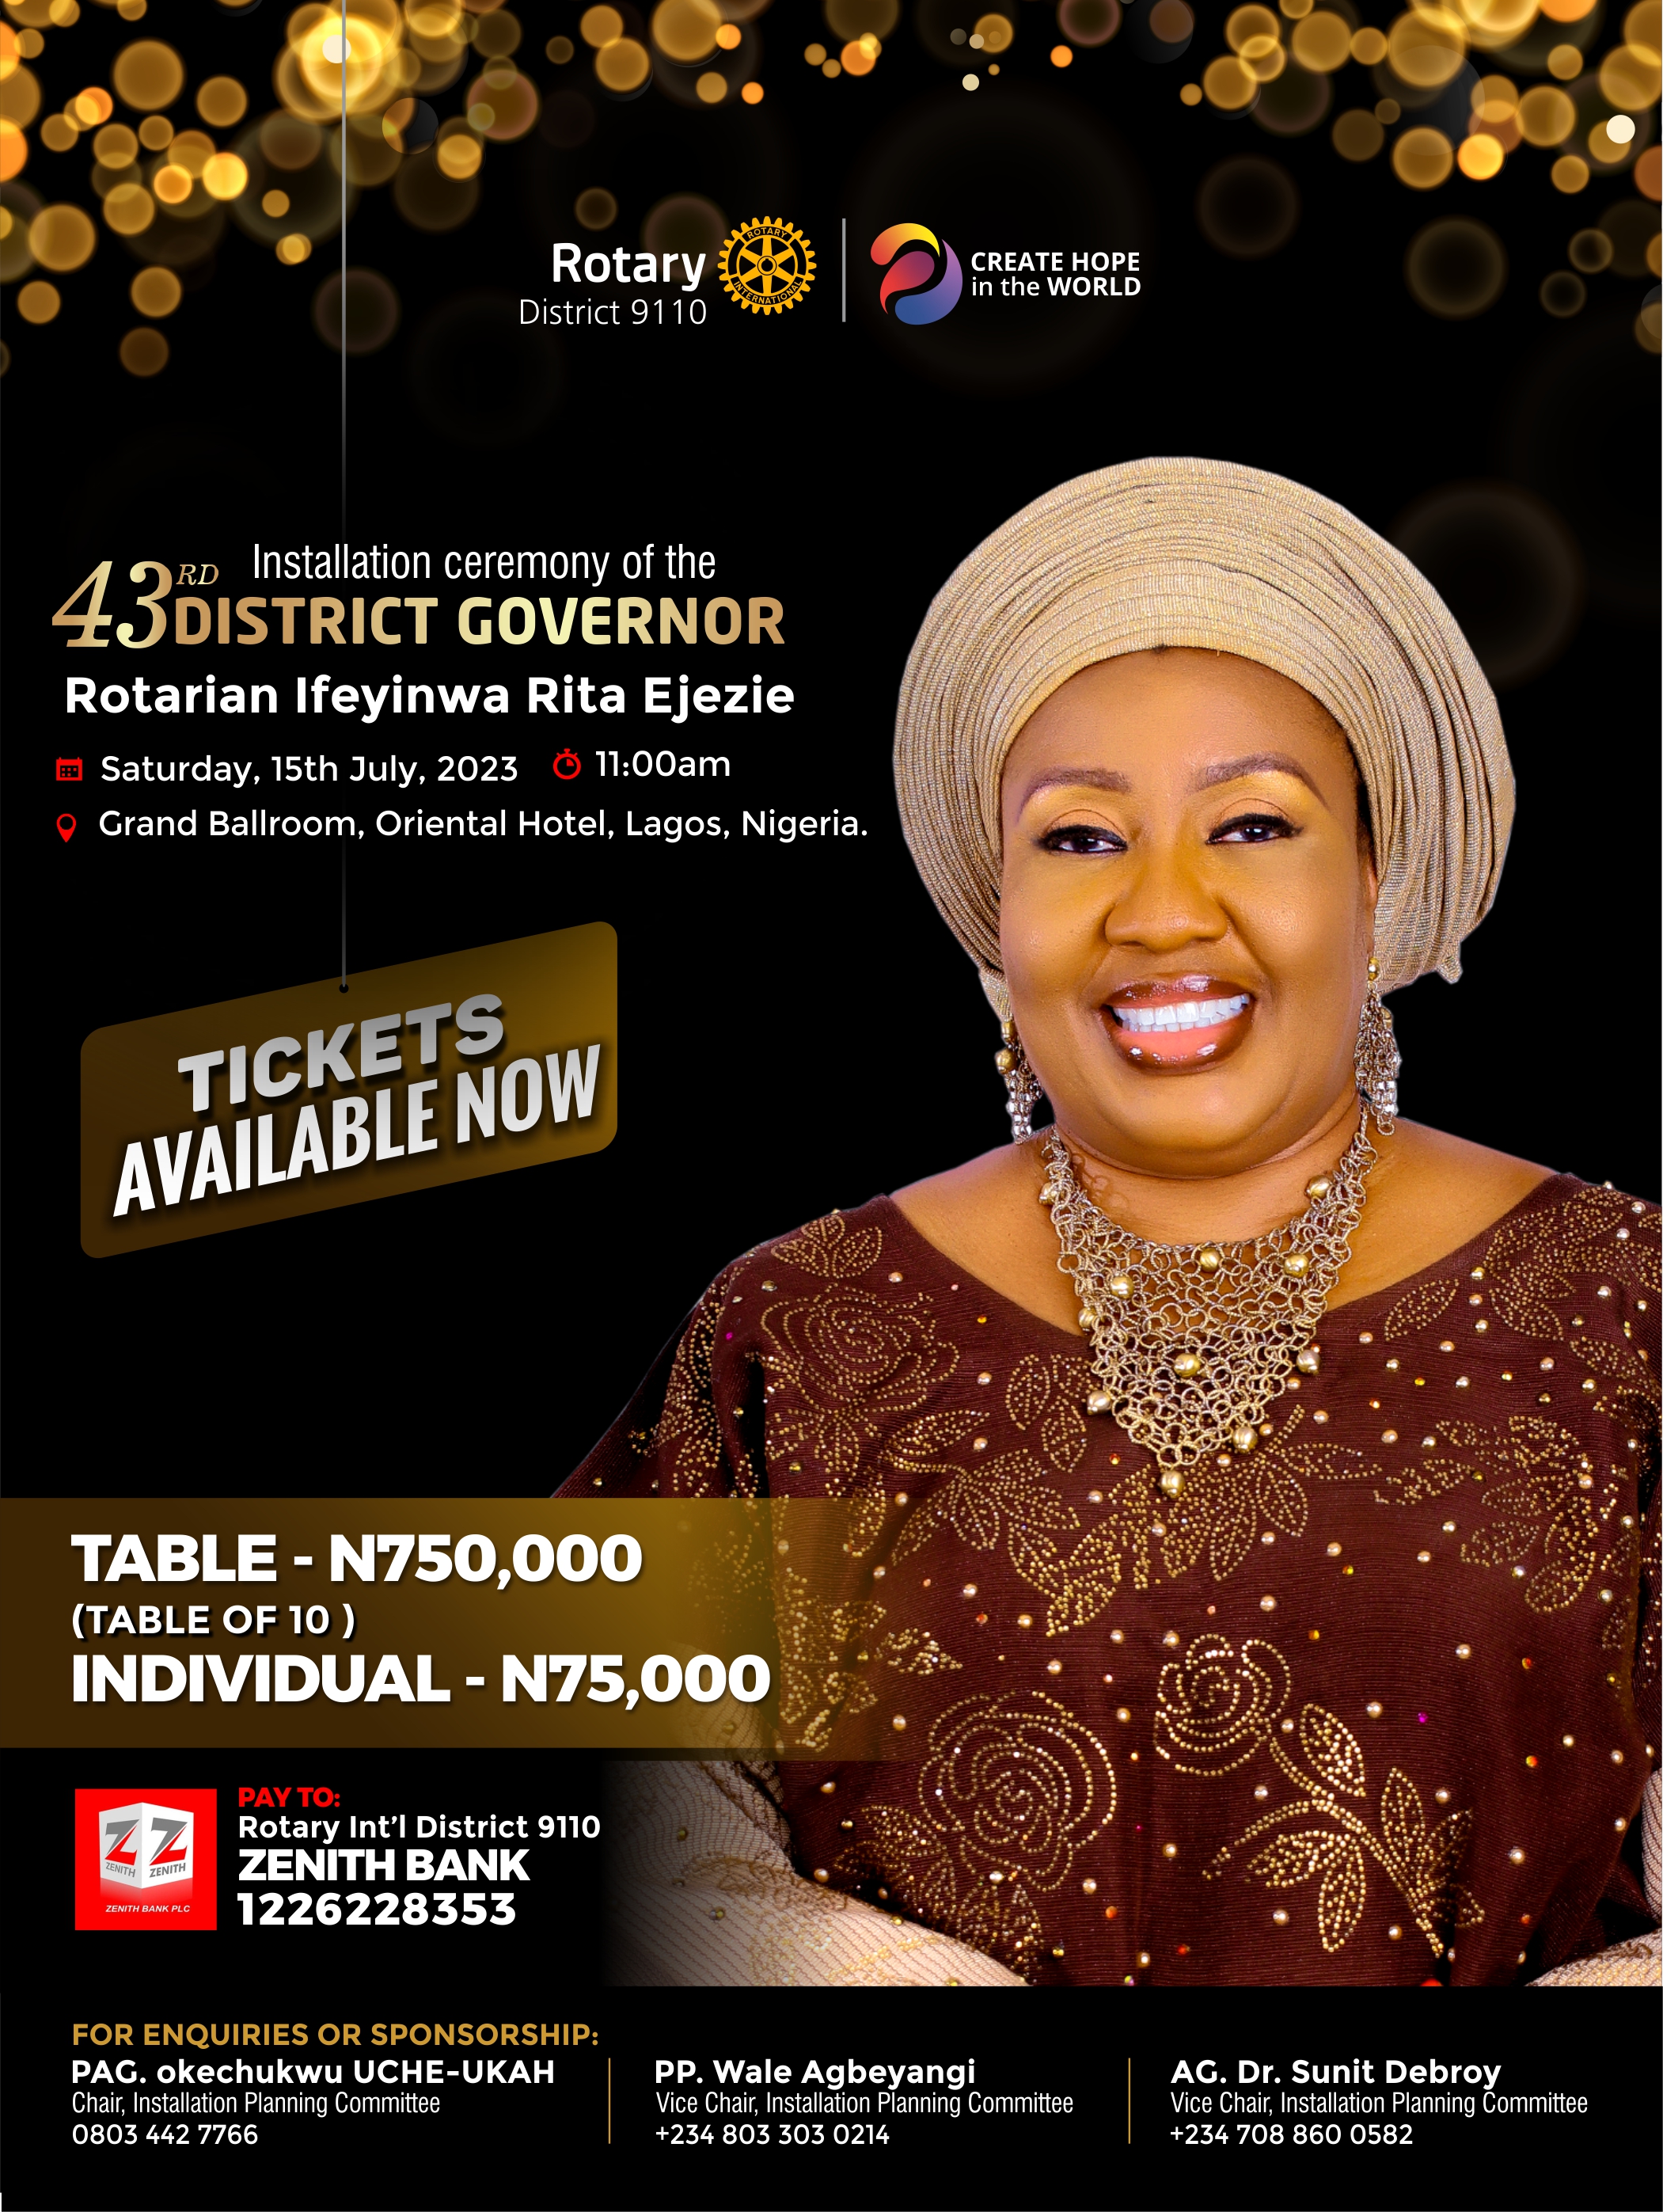 Rotary
District 9110
ROTARY
INTERNATIONAL
CREATE HOPE
in the WORLD
Installation ceremony of the
43RD DISTRICT GOVERNOR
Rotarian Ifeyinwa Rita Ejezie
Saturday, 15th July, 2023 11:00am
Grand Ballroom, Oriental Hotel, Lagos, Nigeria.
TICKETS
AVAILABLE NOW
TABLE - N750,000
(TABLE OF 10 )
INDIVIDUAL - N75,000
PAY TO:
Rotary Int'l District 9110
ZENITH BANK
1226228353
ZENITH ZENITH
ZENITH BANK PLC
FOR ENQUIRIES OR SPONSORSHIP:
PAG. okechukwu UCHE-UKAH
Chair, Installation Planning Committee
0803 442 7766
PP. Wale Agbeyangi
Vice Chair, Installation Planning Committee
+234 803 303 0214
AG. Dr. Sunit Debroy
Vice Chair, Installation Planning Committee
+234 708 860 0582